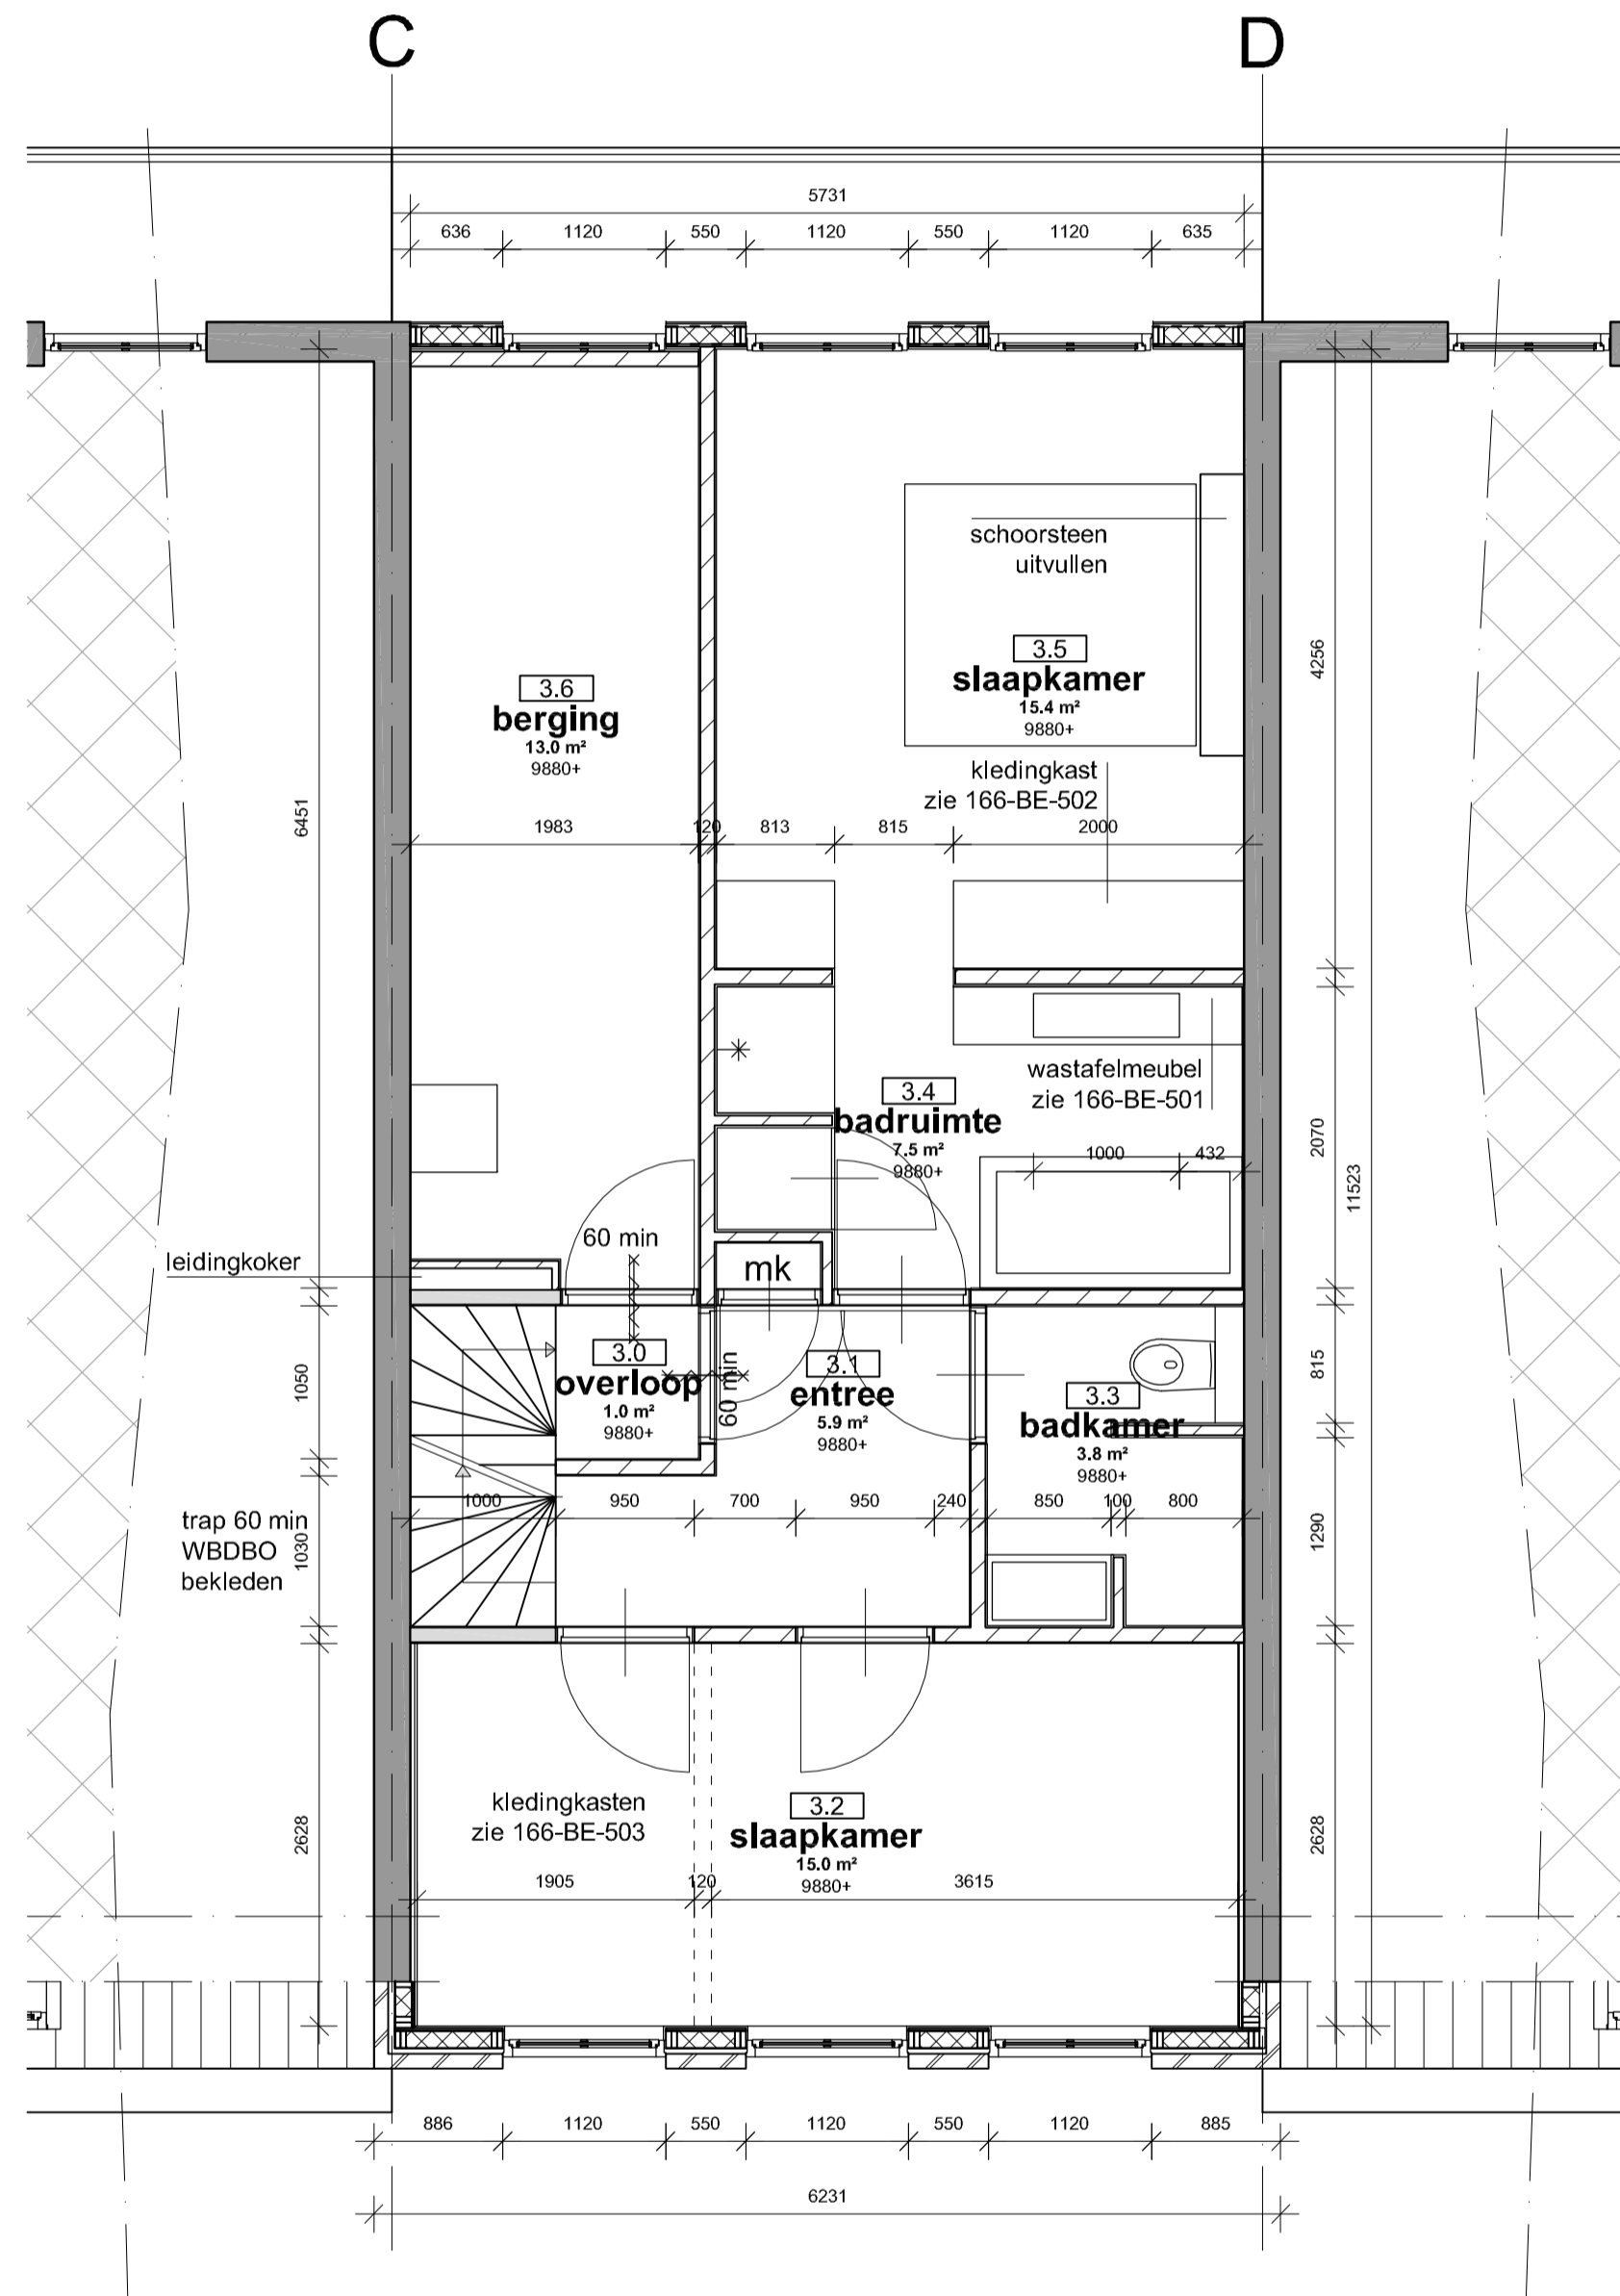 C
D
5731
636
1120
550
1120
550
1120
635
schoorsteen
uitvullen
4256
3.5
slaapkamer
15.4 m²
9880+
3.6
berging
13.0 m²
9880+
kledingkast
zie 166-BE-502
6451
1983
120
813
815
2000
wastafelmeubel
zie 166-BE-501
3.4
badruimte
7.5 m²
9880+
2070
1000
432
11523
60 min
leidingkoker
mk
3.0
overloop
1.0 m²
9880+
60 min
3.1
entree
5.9 m²
9880+
3.3
badkamer
3.8 m²
9880+
1050
815
1000
950
700
950
240
850
100
800
trap 60 min
WBDBO
bekleden
1030
1290
kledingkasten
zie 166-BE-503
3.2
slaapkamer
15.0 m²
9880+
2628
2628
1905
120
3615
886
1120
550
1120
550
1120
885
6231